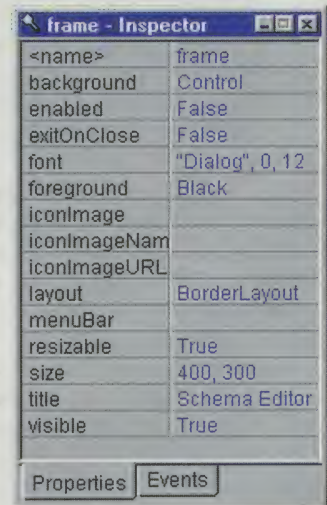 frame - Inspector
<name> frame
background Control
enabled False
exitOnClose False
font "Dialog", 0, 12
foreground Black
iconImage
iconImageNam
iconImageURL
layout BorderLayout
menuBar
resizable True
size 400, 300
title Schema Editor
visible True
Properties Events